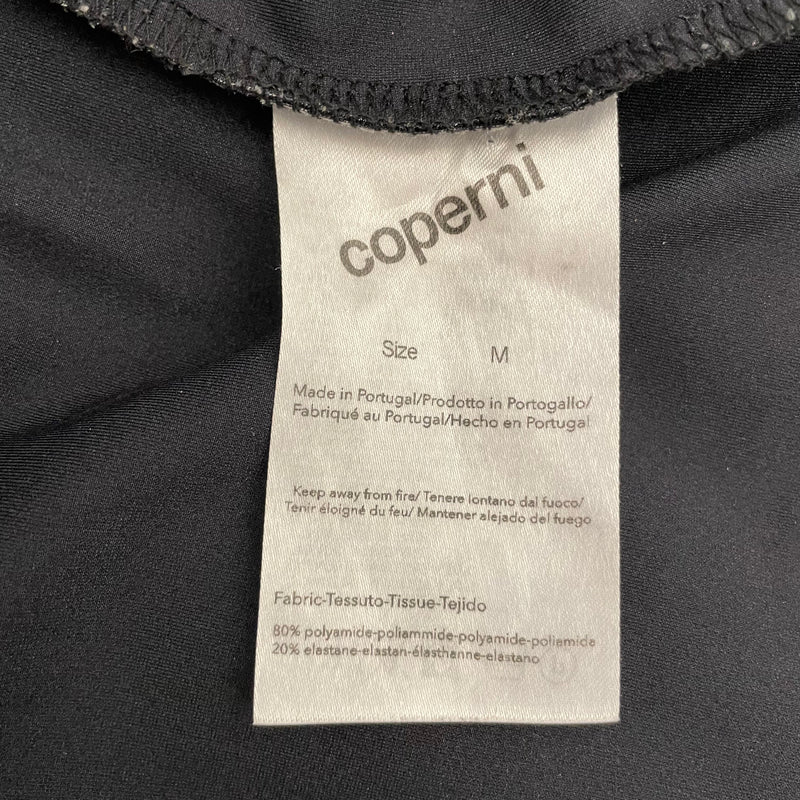 coperni
Size M
Made in Portugal/Prodotto in Portogallo/
Fabriqué au Portugal/Hecho en Portugal
Keep away from fire/ Tenere lontano dal fuoco/
Tenir éloigné du feu/ Mantener alejado del fuego
Fabric-Tessuto-Tissue-Tejido
80% polyamide-poliammide-polyamide-poliemida
20% elastane-elastan-élasthanne-elastano